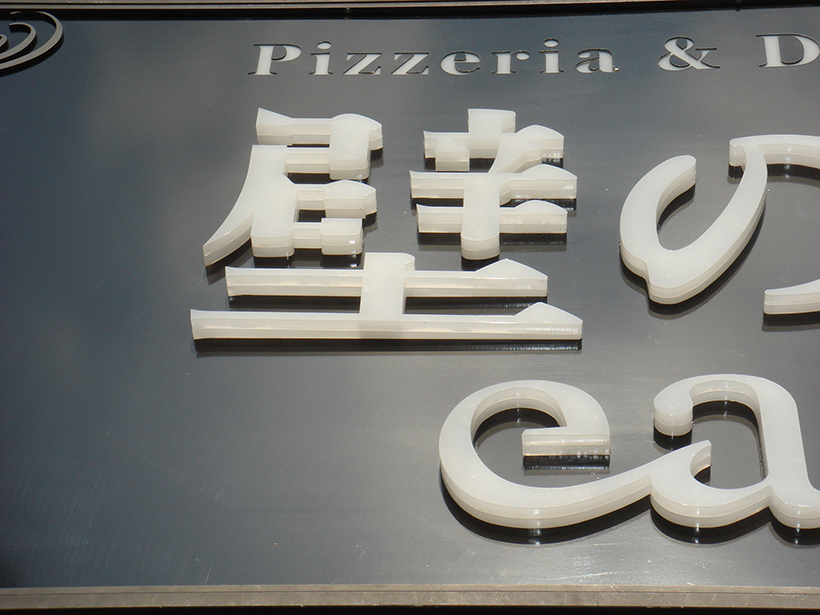 Pizzeria & D
壁の
ea